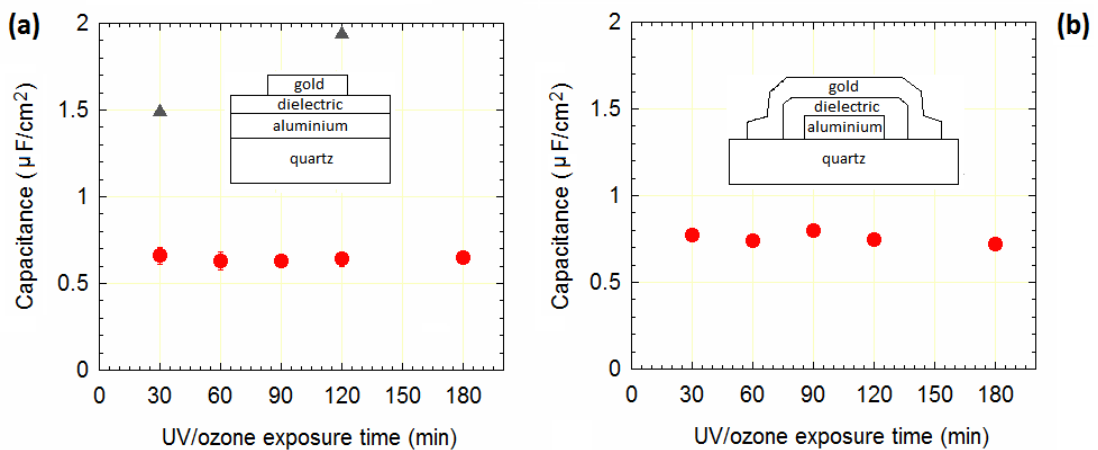 (a)
Capacitance ( µ F/cm²)
2
1.5
1
0.5
0
gold
dielectric
aluminium
quartz
0 30 60 90 120 150 180
UV/ozone exposure time (min)
(b)
Capacitance ( µ F/cm²)
2
1.5
1
0.5
0
gold
dielectric
aluminium
quartz
0 30 60 90 120 150 180
UV/ozone exposure time (min)